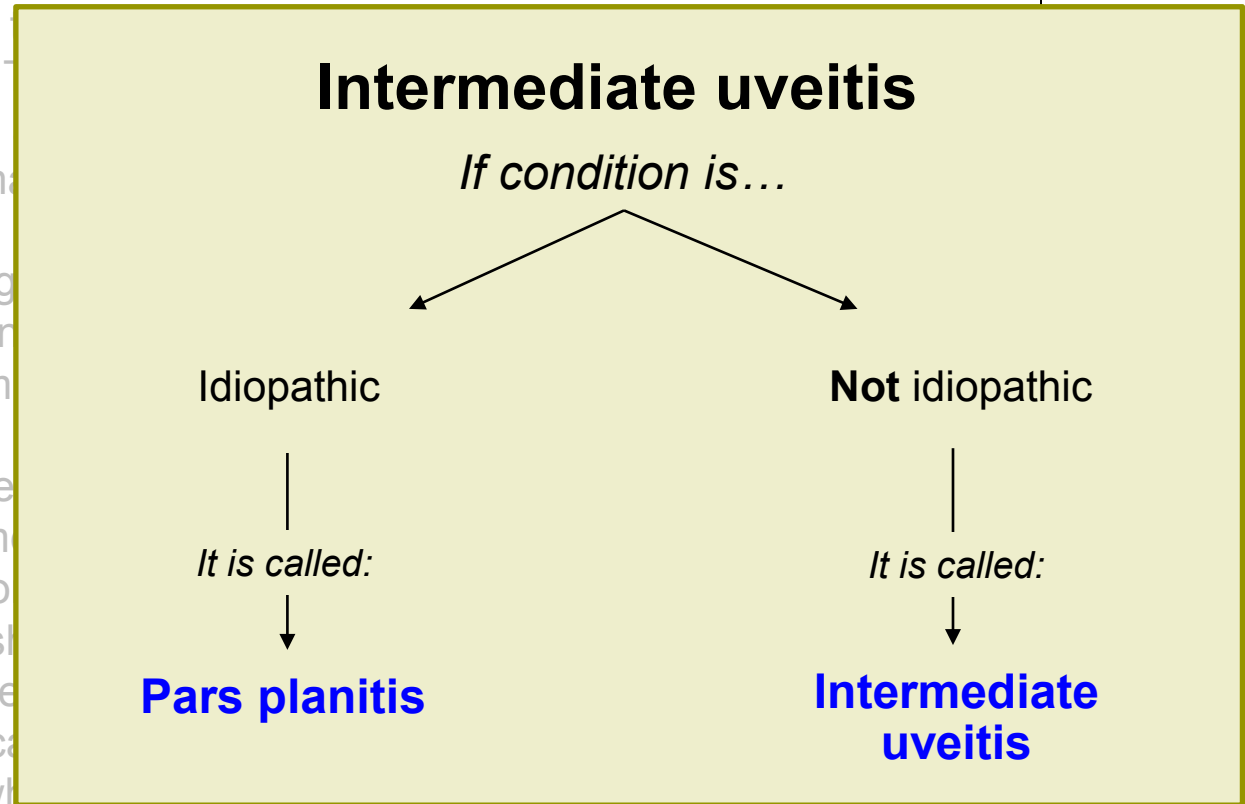 Intermediate uveitis
If condition is…
Idiopathic
Not idiopathic
It is called:
It is called:
Pars planitis
Intermediate
uveitis